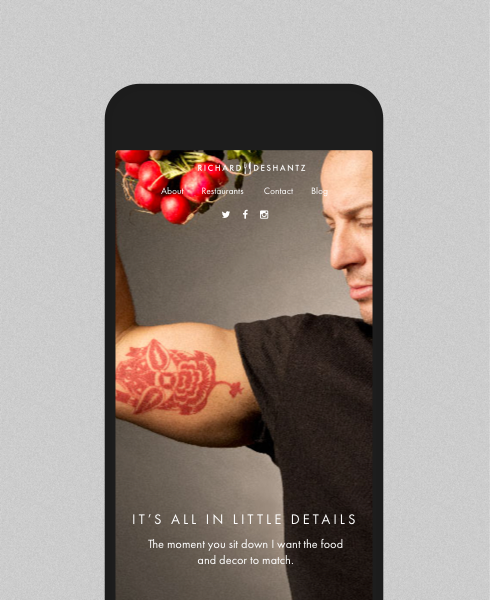 RICHARD DESHANTZ
About Restaurants Contact Blog
IT'S ALL IN LITTLE DETAILS
The moment you sit down I want the food
and decor to match.